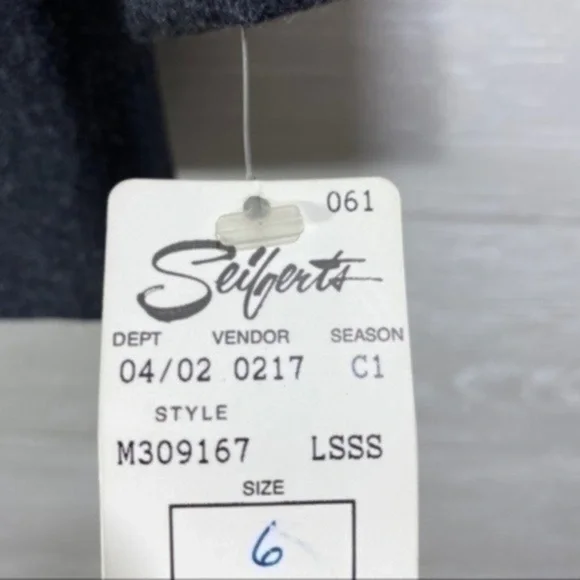 061
Seiferts
DEPT VENDOR SEASON
04/02 0217 C1
STYLE
M309167 LSSS
SIZE
6